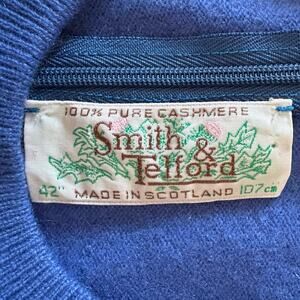 100% PURE CASHMERE
Smith &
Telford
42" 107cm
MADE IN SCOTLAND